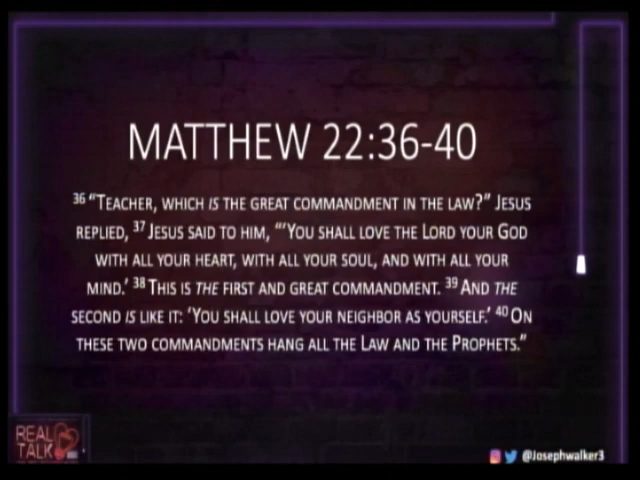 MATTHEW 22:36-40
36 "TEACHER, WHICH IS THE GREAT COMMANDMENT IN THE LAW?" JESUS
REPLIED, 37 JESUS SAID TO HIM, "'YOU SHALL LOVE THE LORD YOUR GOD
WITH ALL YOUR HEART, WITH ALL YOUR SOUL, AND WITH ALL YOUR
MIND.' 38 THIS IS THE FIRST AND GREAT COMMANDMENT. 39 AND THE
SECOND IS LIKE IT: 'YOU SHALL LOVE YOUR NEIGHBOR AS YOURSELF.' 40 ON
THESE TWO COMMANDMENTS HANG ALL THE LAW AND THE PROPHETS."
REAL
TALK
@Josephwalker3